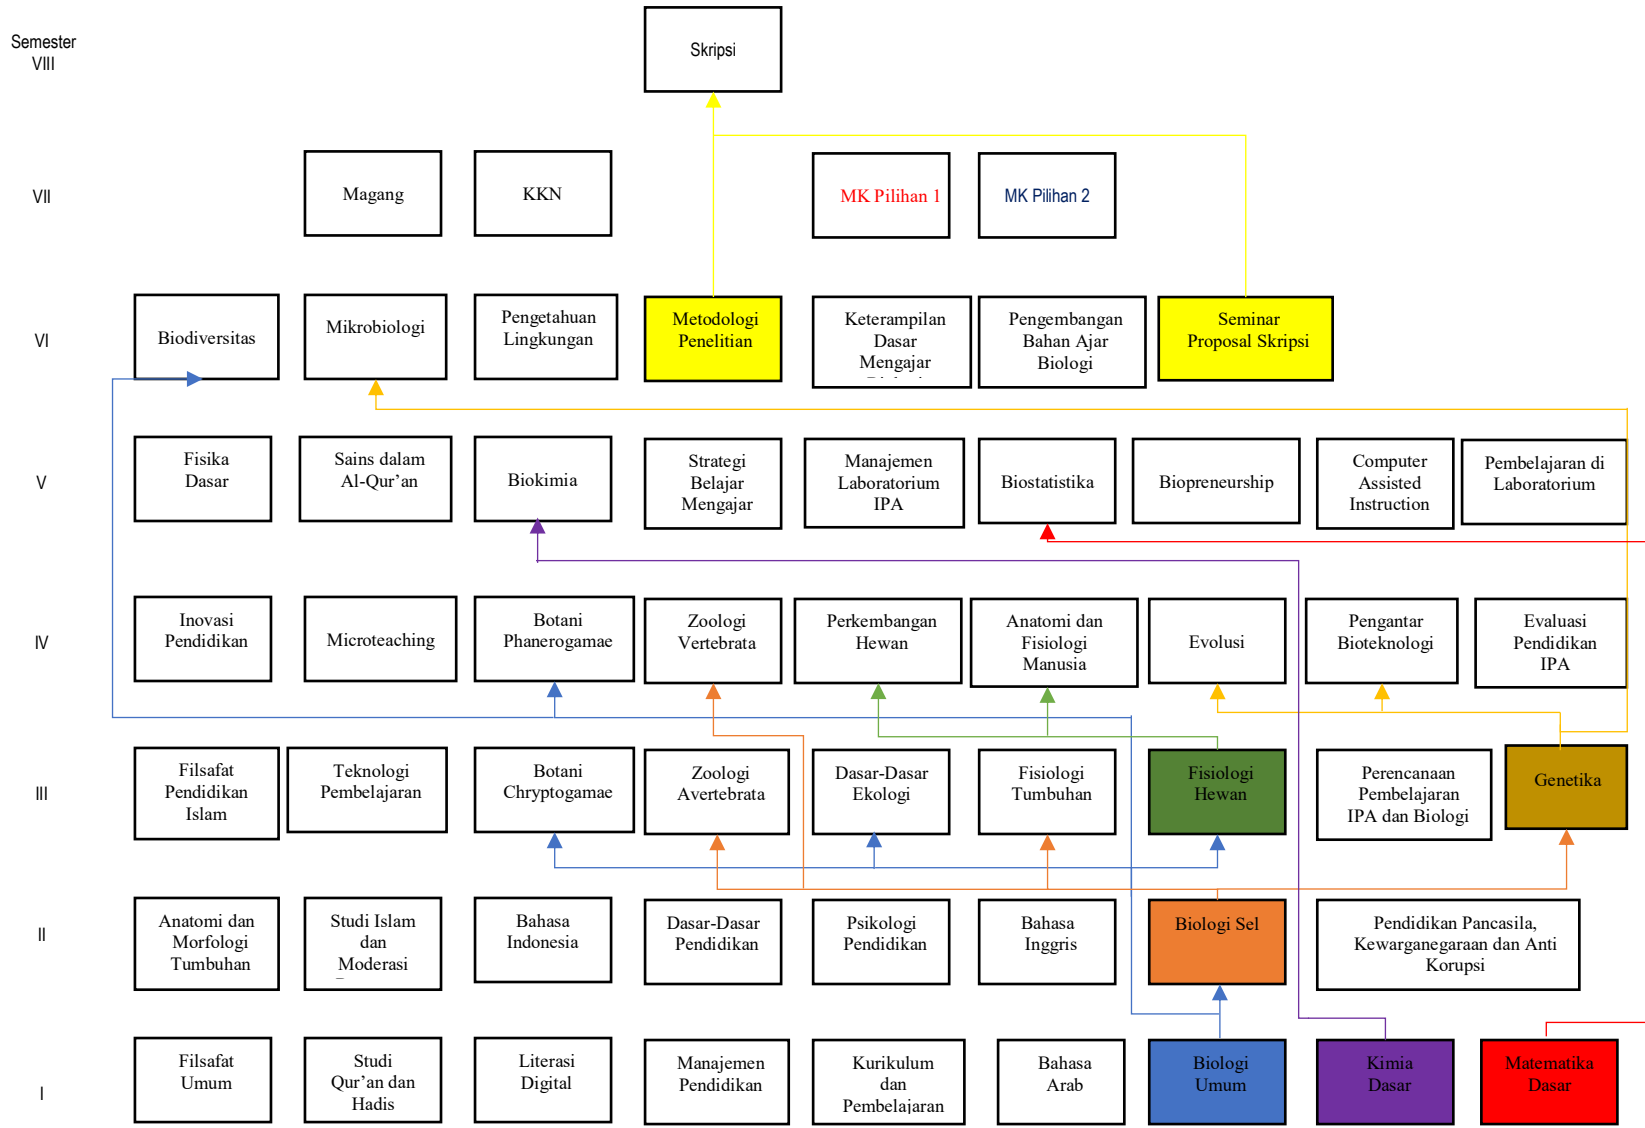 Semester
VIII
Skripsi
VII
Magang
KKN
MK Pilihan 1
MK Pilihan 2
VI
Biodiversitas
Mikrobiologi
Pengetahuan
Lingkungan
Metodologi
Penelitian
Keterampilan
Dasar
Mengajar
Pengembangan
Bahan Ajar
Biologi
Seminar
Proposal Skripsi
V
Fisika
Dasar
Sains dalam
Al-Qur’an
Biokimia
Strategi
Belajar
Mengajar
Manajemen
Laboratorium
IPA
Biostatistika
Biopreneurship
Computer
Assisted
Instruction
Pembelajaran di
Laboratorium
IV
Inovasi
Pendidikan
Microteaching
Botani
Phanerogamae
Zoologi
Vertebrata
Perkembangan
Hewan
Anatomi dan
Fisiologi
Manusia
Evolusi
Pengantar
Bioteknologi
Evaluasi
Pendidikan
IPA
III
Filsafat
Pendidikan
Islam
Teknologi
Pembelajaran
Botani
Chryptogamae
Zoologi
Avertebrata
Dasar-Dasar
Ekologi
Fisiologi
Tumbuhan
Fisiologi
Hewan
Perencanaan
Pembelajaran
IPA dan Biologi
Genetika
II
Anatomi dan
Morfologi
Tumbuhan
Studi Islam
dan
Moderasi
Bahasa
Indonesia
Dasar-Dasar
Pendidikan
Psikologi
Pendidikan
Bahasa
Inggris
Biologi Sel
Pendidikan Pancasila,
Kewarganegaraan dan Anti
Korupsi
I
Filsafat
Umum
Studi
Qur’an dan
Hadis
Literasi
Digital
Manajemen
Pendidikan
Kurikulum
dan
Pembelajaran
Bahasa
Arab
Biologi
Umum
Kimia
Dasar
Matematika
Dasar